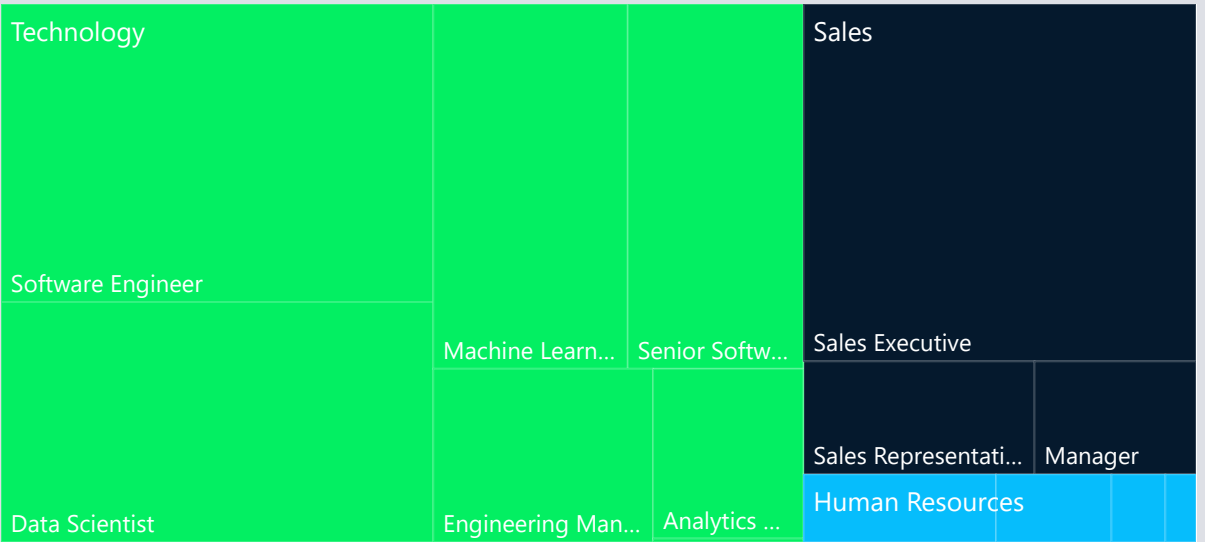 Technology
Software Engineer
Data Scientist
Machine Learn...
Senior Softw...
Engineering Man...
Analytics ...
Sales
Sales Executive
Sales Representati...
Manager
Human Resources